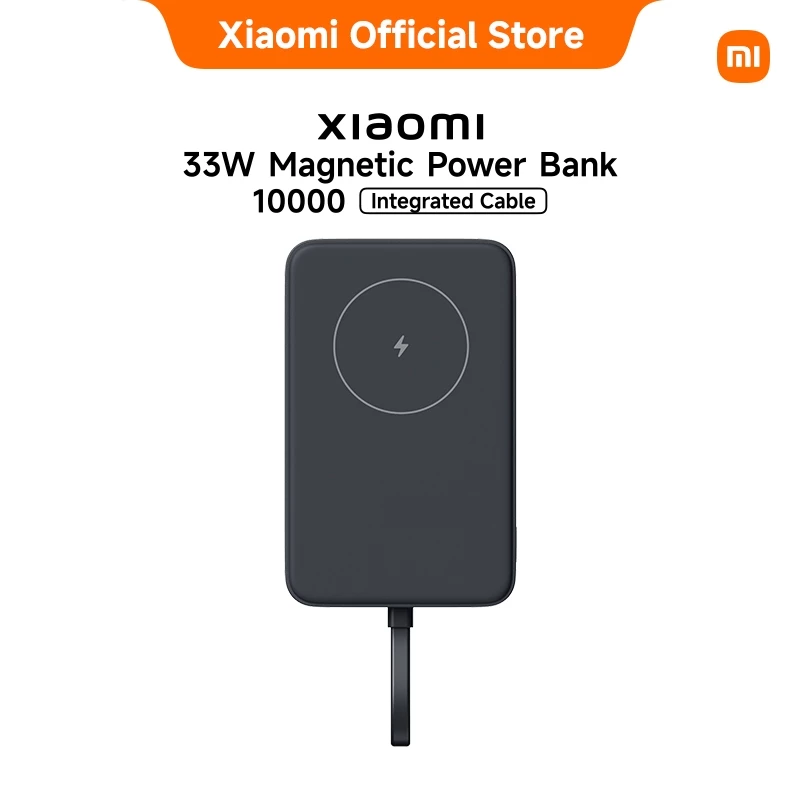 Xiaomi Official Store
mi
xiaomi
33W Magnetic Power Bank
10000 Integrated Cable